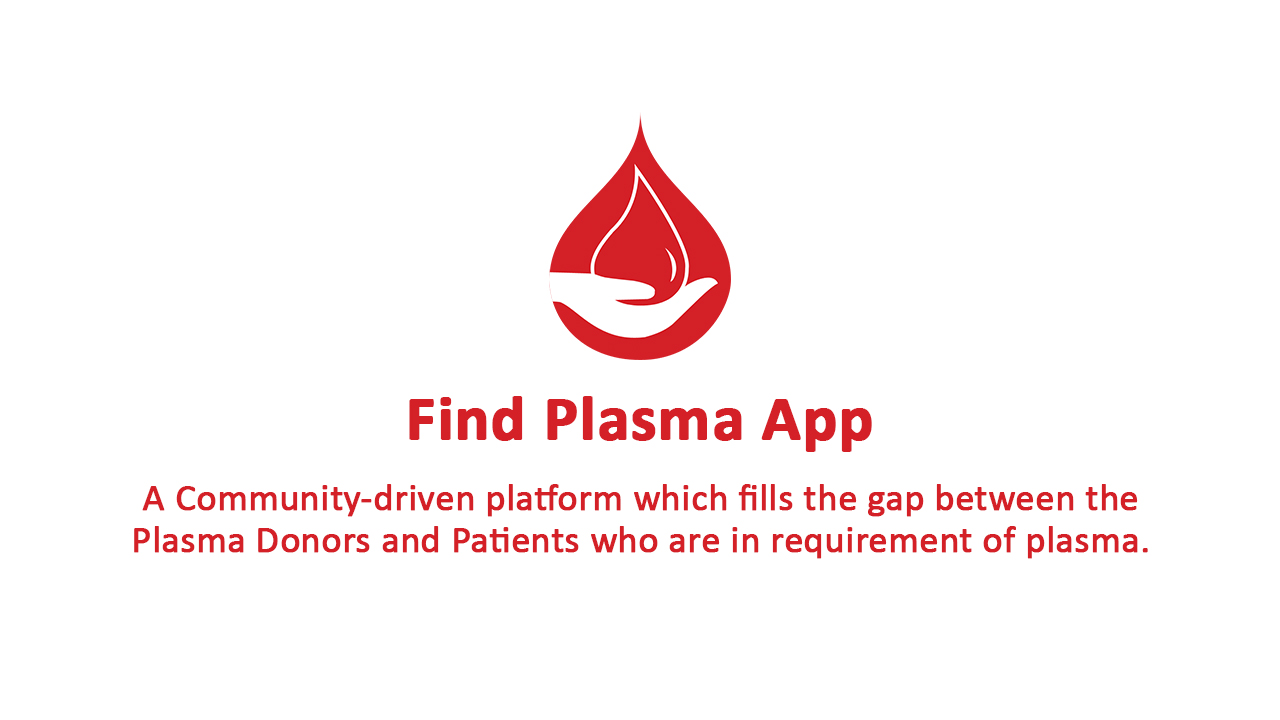 Find Plasma App
A Community-driven platform which fills the gap between the
Plasma Donors and Patients who are in requirement of plasma.